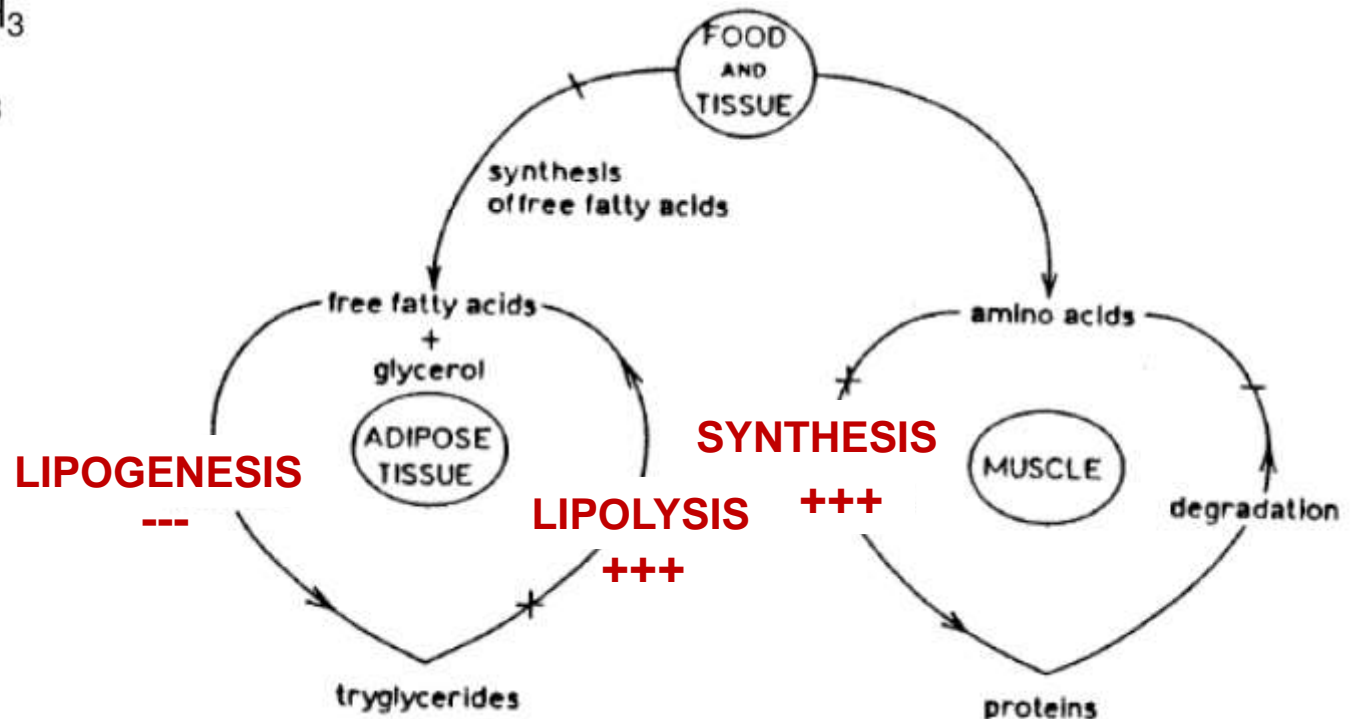 FOOD
AND
TISSUE
synthesis
of free fatty acids
free fatty acids
+
glycerol
ADIPOSE
TISSUE
LIPOGENESIS
---
LIPOLYSIS
+++
tryglycerides
amino acids
SYNTHESIS
+++
MUSCLE
degradation
proteins